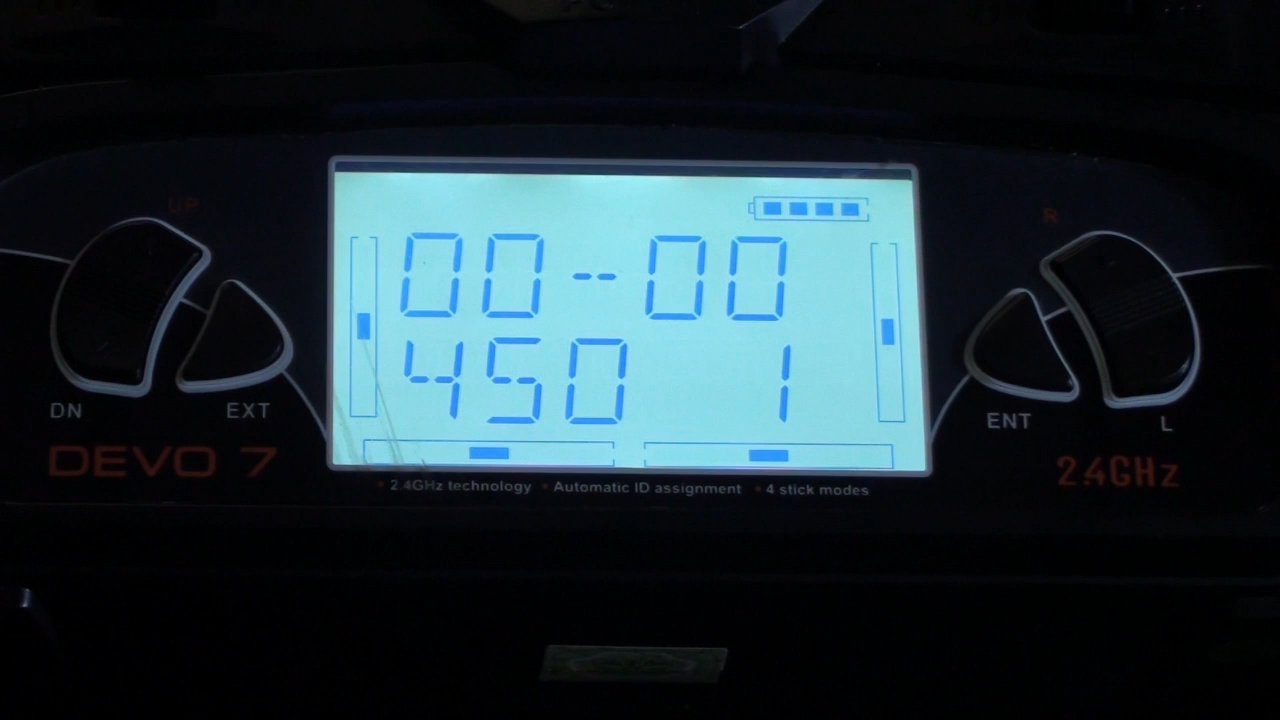 UP
R
00--00
450 1
DN
EXT
ENT
L
DEVO 7
2.4GHz
• 2.4GHz technology • Automatic ID assignment • 4 stick modes